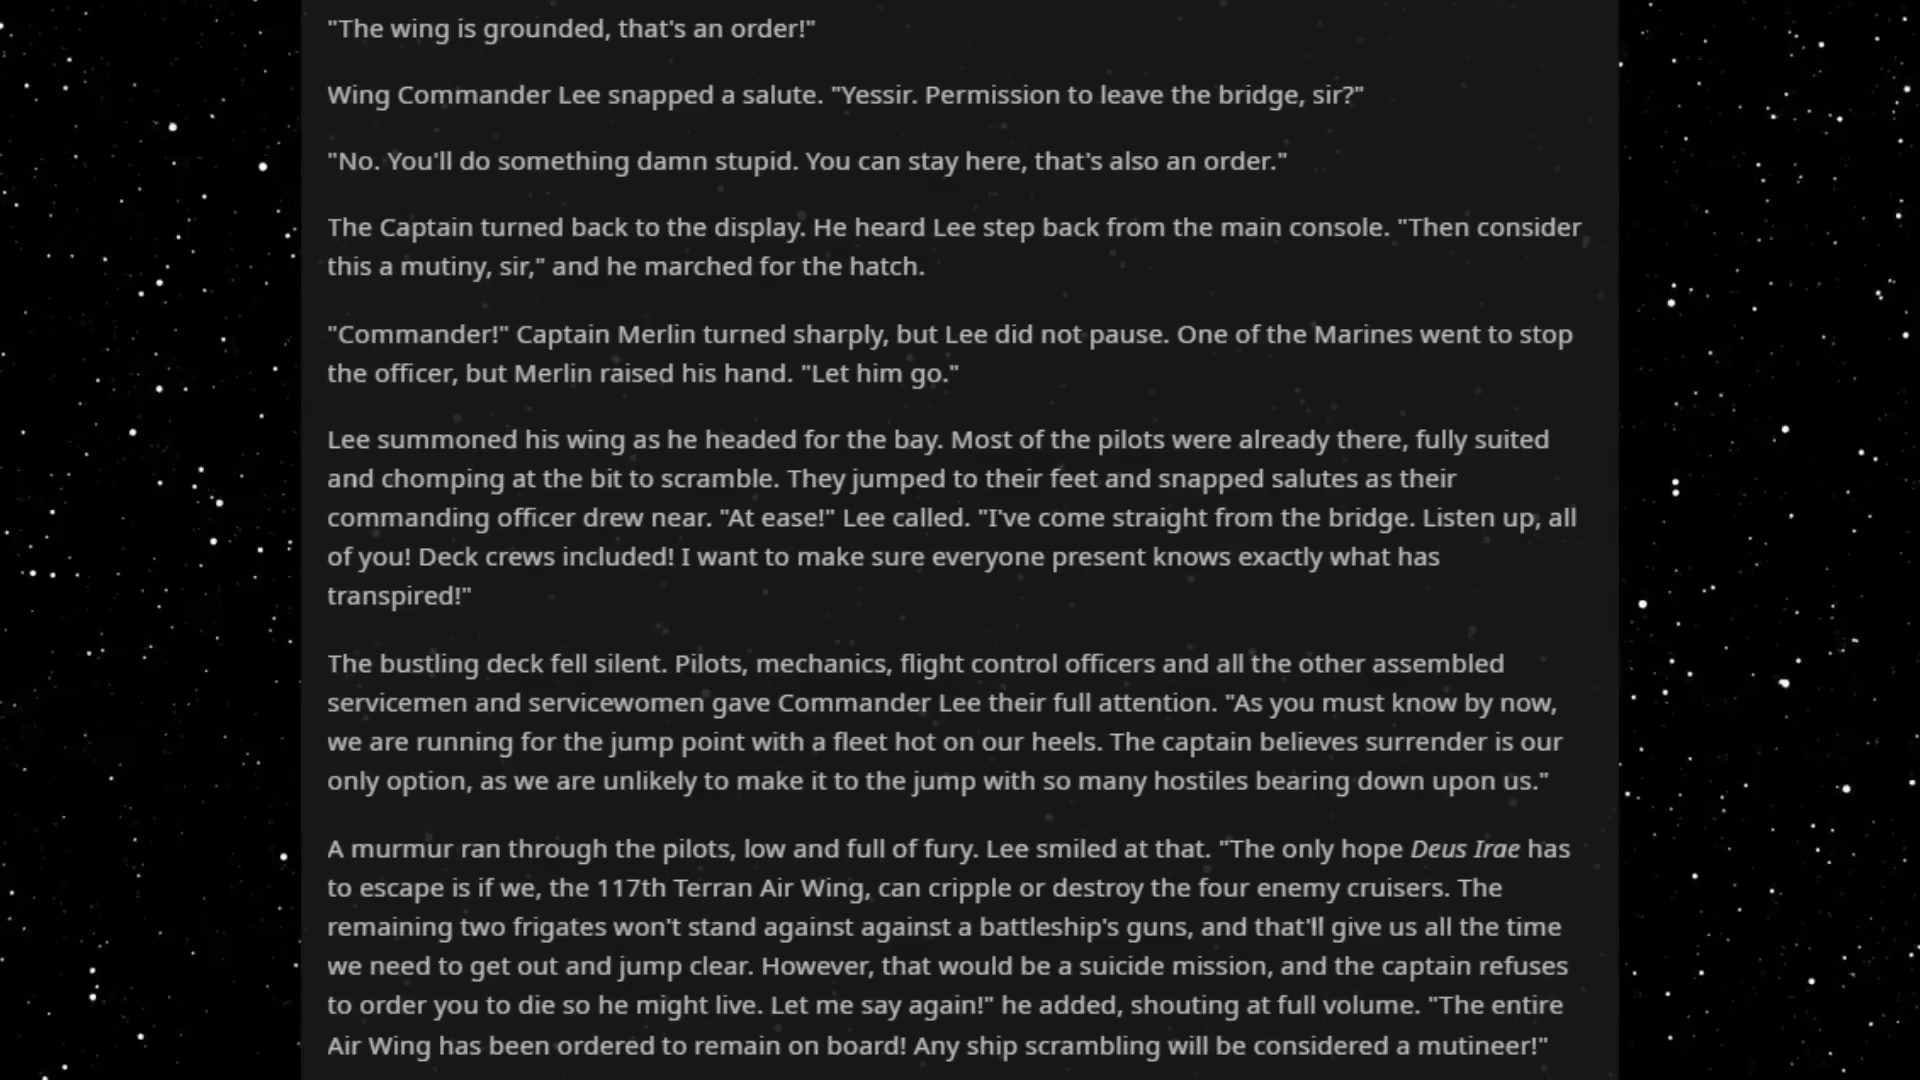 "The wing is grounded, that's an order!"
Wing Commander Lee snapped a salute. "Yessir. Permission to leave the bridge, sir?"
"No. You'll do something damn stupid. You can stay here, that's also an order."
The Captain turned back to the display. He heard Lee step back from the main console. "Then consider
this a mutiny, sir," and he marched for the hatch.
"Commander!" Captain Merlin turned sharply, but Lee did not pause. One of the Marines went to stop
the officer, but Merlin raised his hand. "Let him go."
Lee summoned his wing as he headed for the bay. Most of the pilots were already there, fully suited
and chomping at the bit to scramble. They jumped to their feet and snapped salutes as their
commanding officer drew near. "At ease!" Lee called. "I've come straight from the bridge. Listen up, all
of you! Deck crews included! I want to make sure everyone present knows exactly what has
transpired!"
The bustling deck fell silent. Pilots, mechanics, flight control officers and all the other assembled
servicemen and servicewomen gave Commander Lee their full attention. "As you must know by now,
we are running for the jump point with a fleet hot on our heels. The captain believes surrender is our
only option, as we are unlikely to make it to the jump with so many hostiles bearing down upon us."
A murmur ran through the pilots, low and full of fury. Lee smiled at that. "The only hope Deus Irae has
to escape is if we, the 117th Terran Air Wing, can cripple or destroy the four enemy cruisers. The
remaining two frigates won't stand against against a battleship's guns, and that'll give us all the time
we need to get out and jump clear. However, that would be a suicide mission, and the captain refuses
to order you to die so he might live. Let me say again!" he added, shouting at full volume. "The entire
Air Wing has been ordered to remain on board! Any ship scrambling will be considered a mutineer!"